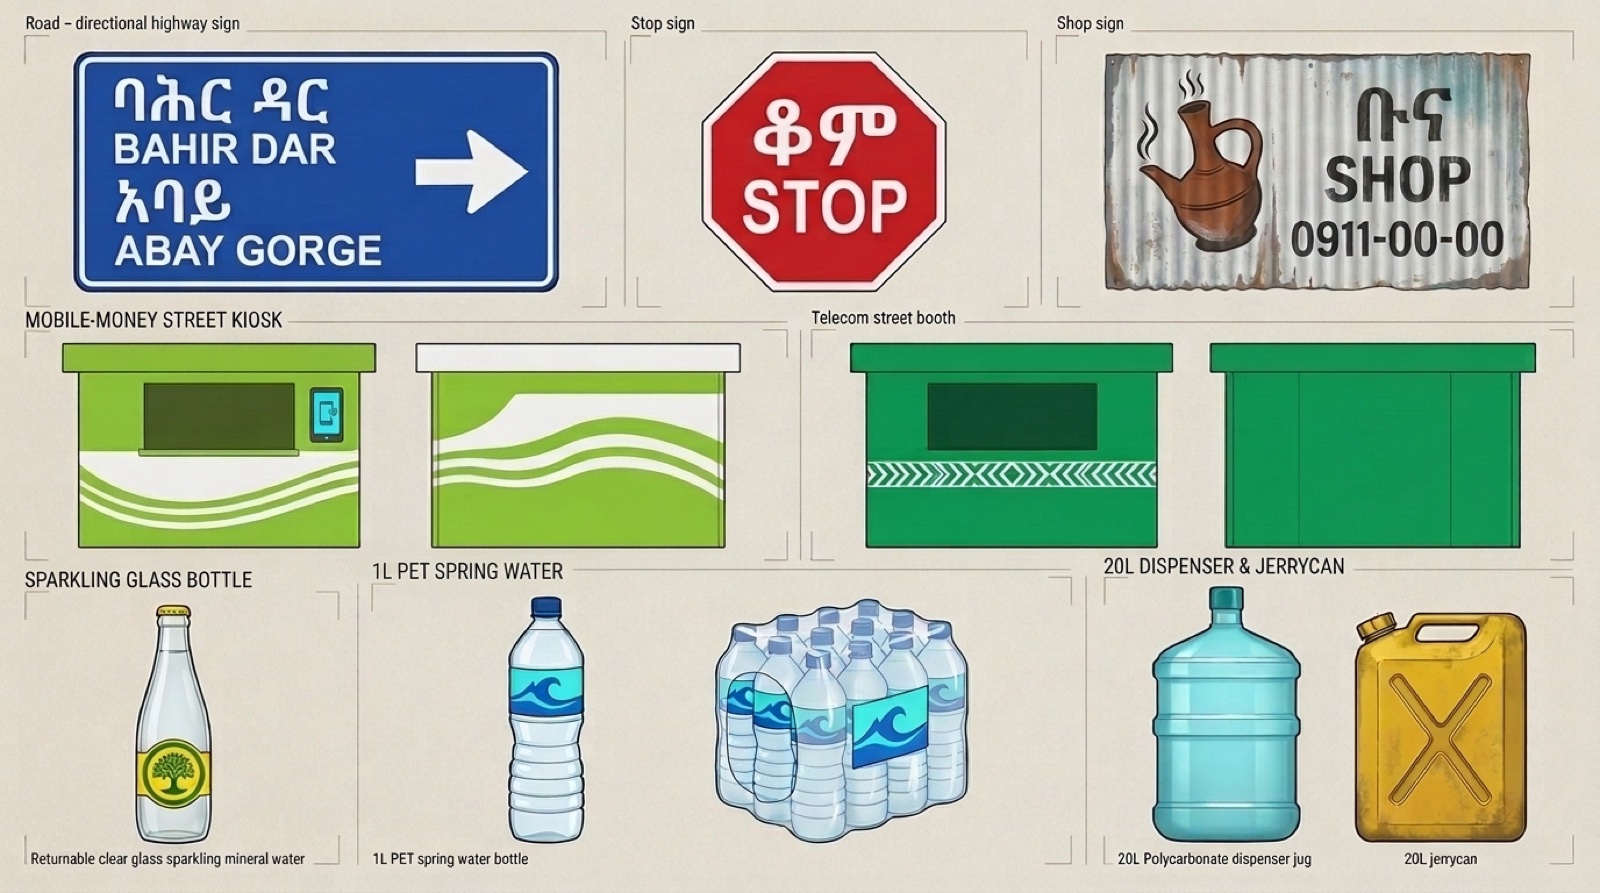 Road – directional highway sign
ባሕር ዳር
BAHIR DAR
አባይ
ABAY GORGE
Stop sign
ቆም
STOP
Shop sign
ቡና
SHOP
0911-00-00
MOBILE-MONEY STREET KIOSK
Telecom street booth
SPARKLING GLASS BOTTLE
Returnable clear glass sparkling mineral water
1L PET SPRING WATER
1L PET spring water bottle
20L DISPENSER & JERRYCAN
20L Polycarbonate dispenser jug
20L jerrycan